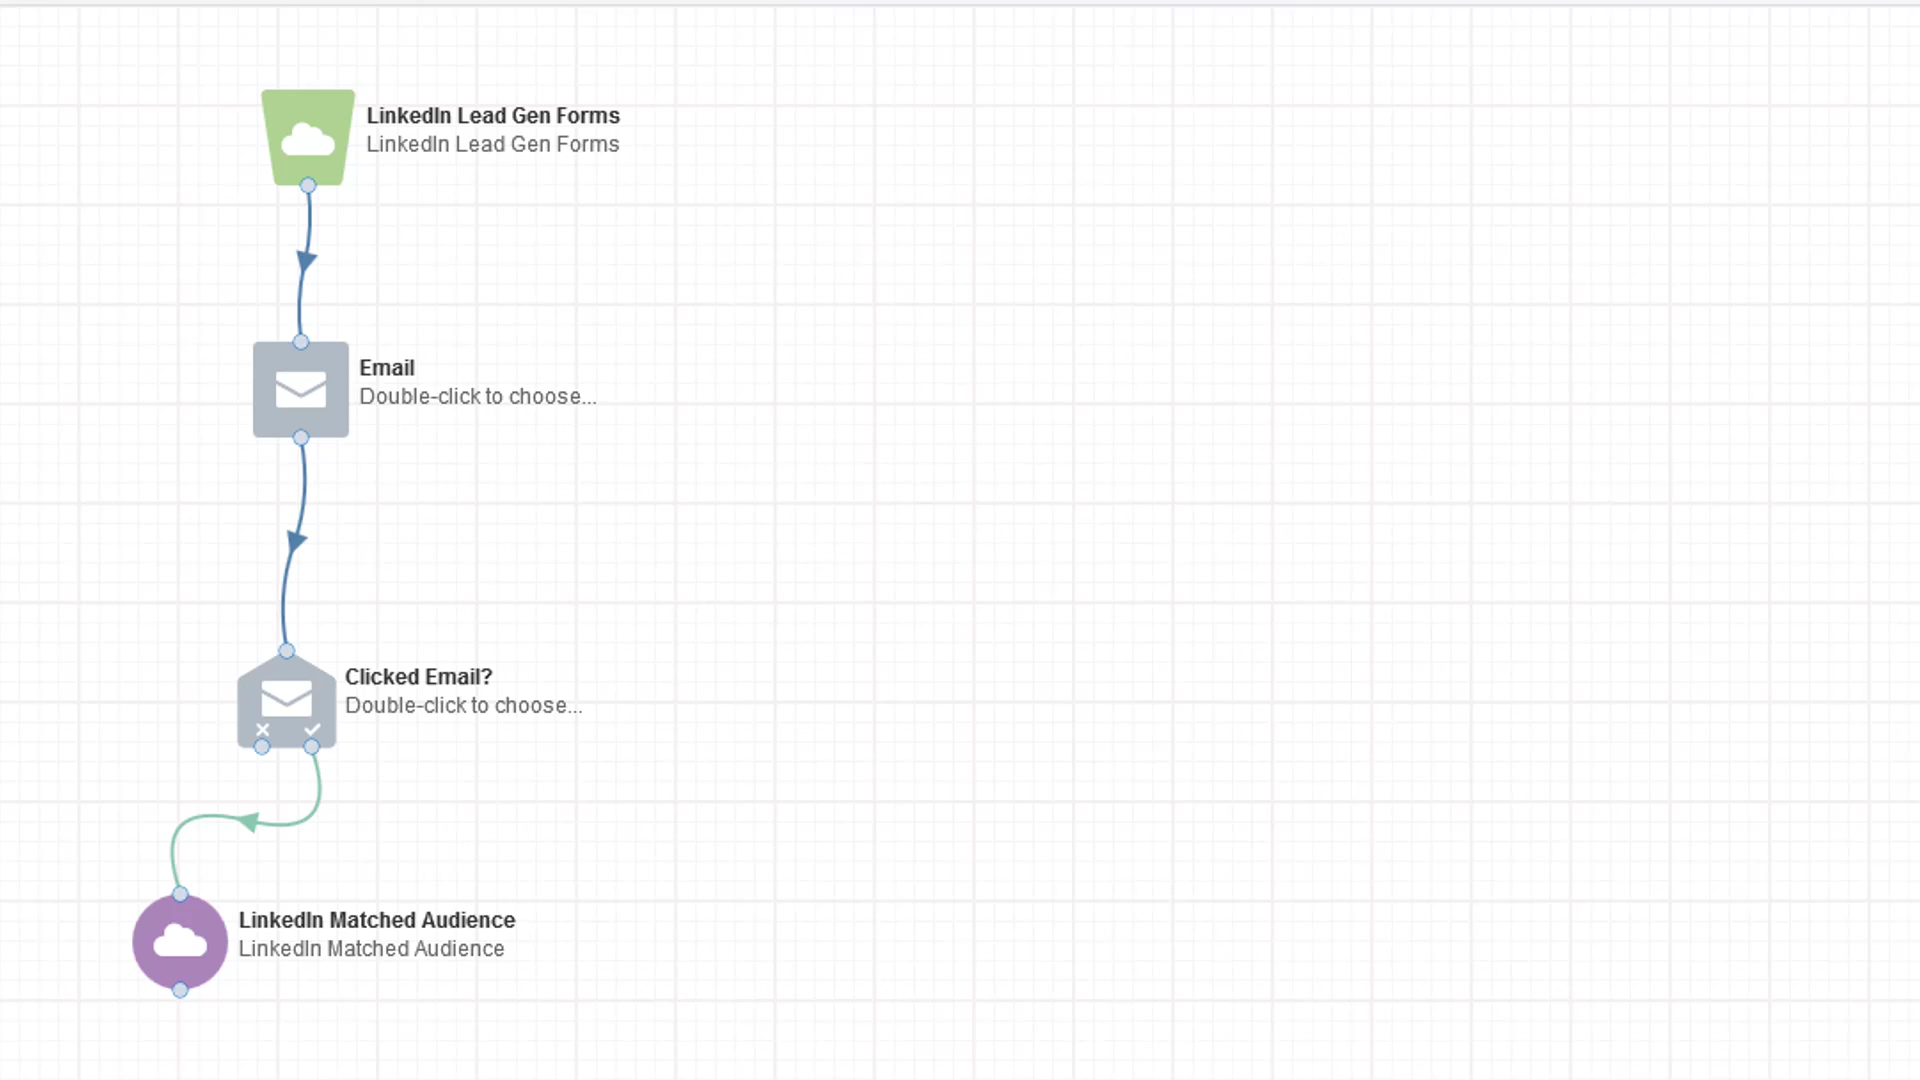 LinkedIn Lead Gen Forms
LinkedIn Lead Gen Forms
Email
Double-click to choose...
Clicked Email?
Double-click to choose...
LinkedIn Matched Audience
LinkedIn Matched Audience